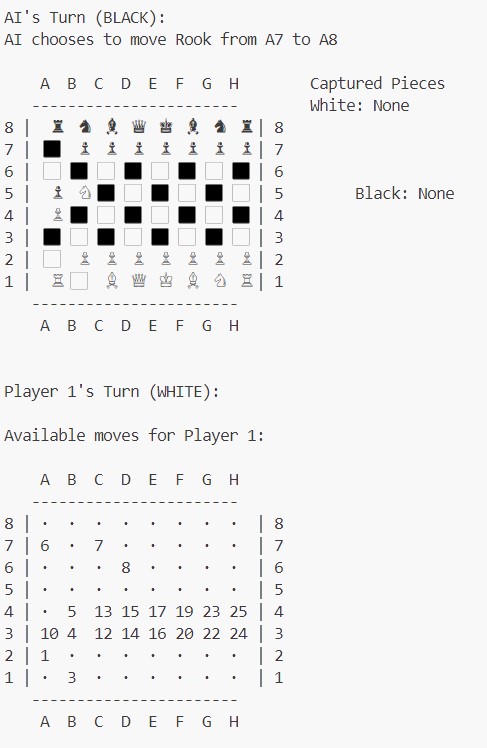 AI's Turn (BLACK):
AI chooses to move Rook from A7 to A8
A B C D E F G H Captured Pieces
----------------------- White: None
8 | ♜ ♞ ♝ ♛ ♚ ♝ ♞ ♜ | 8
7 | ■ ♟ ♟ ♟ ♟ ♟ ♟ ♟ | 7
6 | □ ■ □ ■ □ ■ □ ■ | 6
5 | ♟ ♘ ■ □ ■ □ ■ □ | 5 Black: None
4 | ♙ ■ □ ■ □ ■ □ ■ | 4
3 | ■ □ ■ □ ■ □ ■ □ | 3
2 | □ ♙ ♙ ♙ ♙ ♙ ♙ ♙ | 2
1 | ♖ □ ♗ ♕ ♔ ♗ ♘ ♖ | 1
-----------------------
A B C D E F G H
Player 1's Turn (WHITE):
Available moves for Player 1:
A B C D E F G H
-----------------------
8 | · · · · · · · · | 8
7 | 6 · 7 · · · · · | 7
6 | · · · 8 · · · · | 6
5 | · · · · · · · · | 5
4 | · 5 13 15 17 19 23 25 | 4
3 | 10 4 12 14 16 20 22 24 | 3
2 | 1 · · · · · · · | 2
1 | · 3 · · · · · · | 1
-----------------------
A B C D E F G H